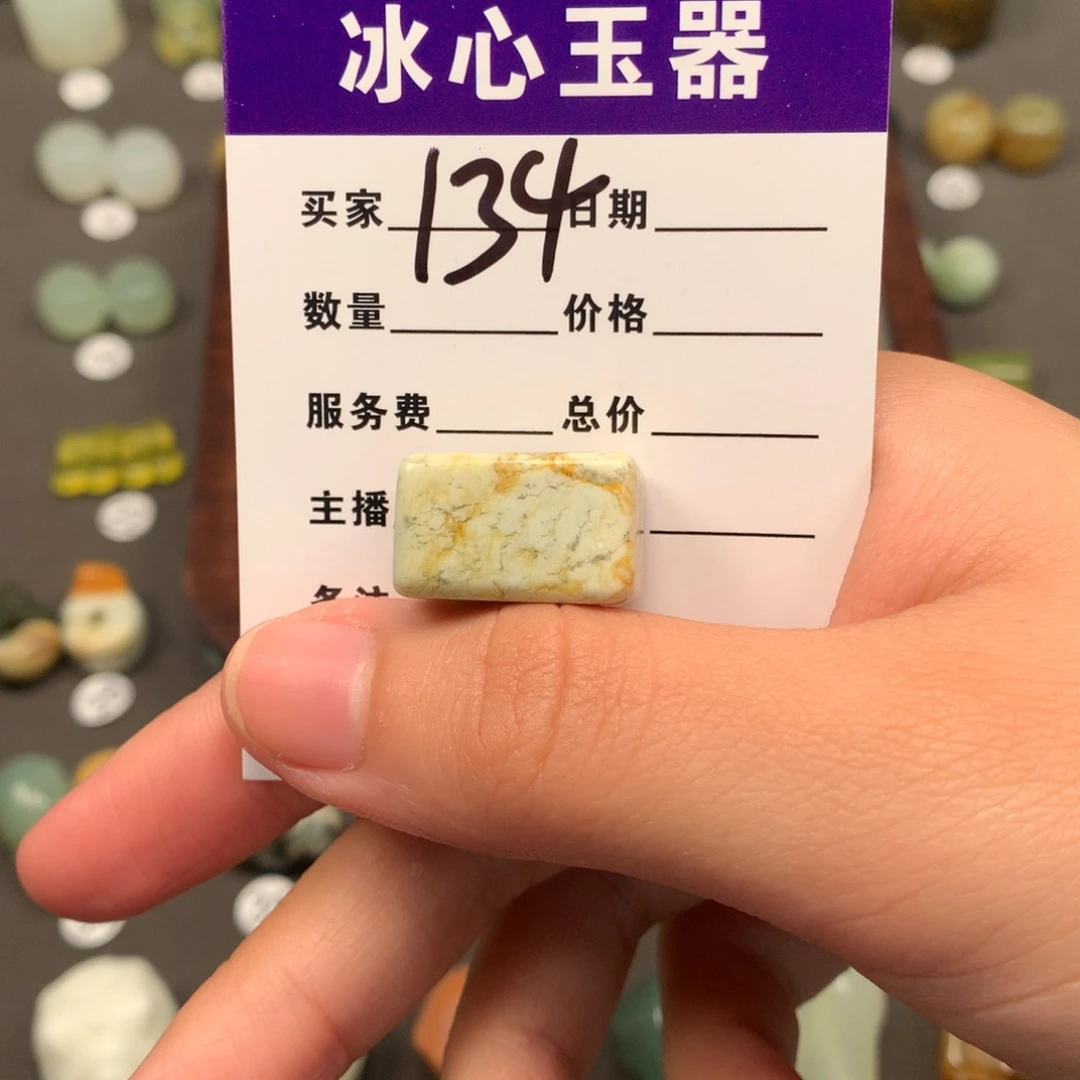 冰心玉器
买家 134 日期
数量 价格
服务费 总价
主播